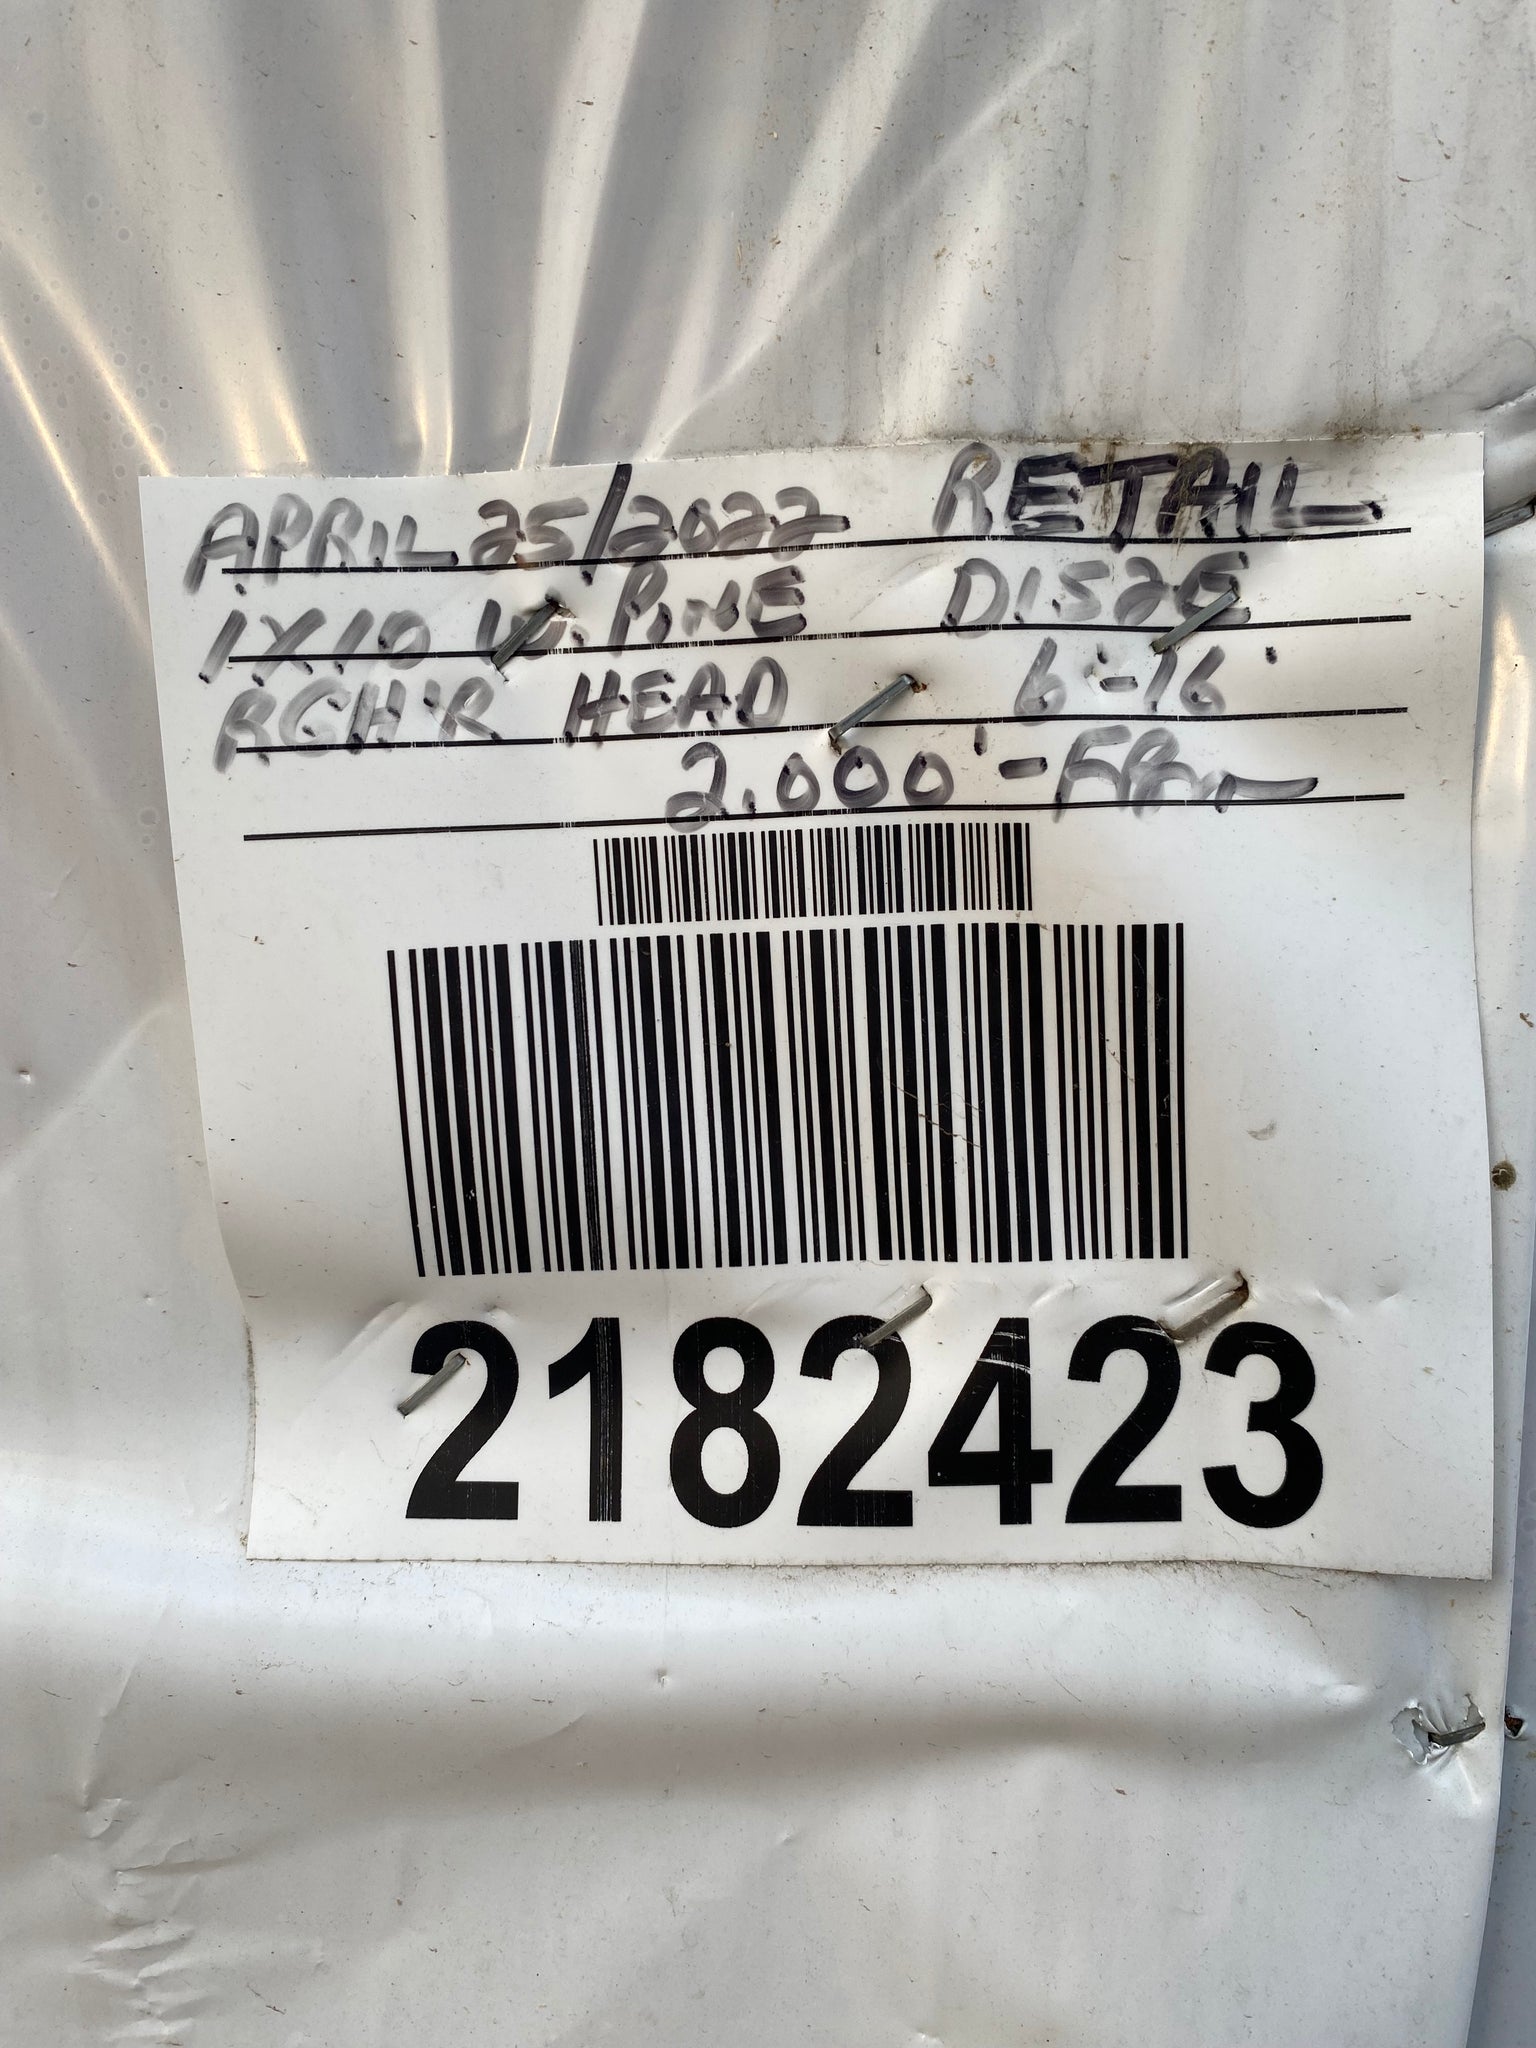 APRIL 25/2022 RETAIL
1X10 W. PINE D1S2E
RGH'R HEAD 6'-16'
2.000'-FBM
2182423